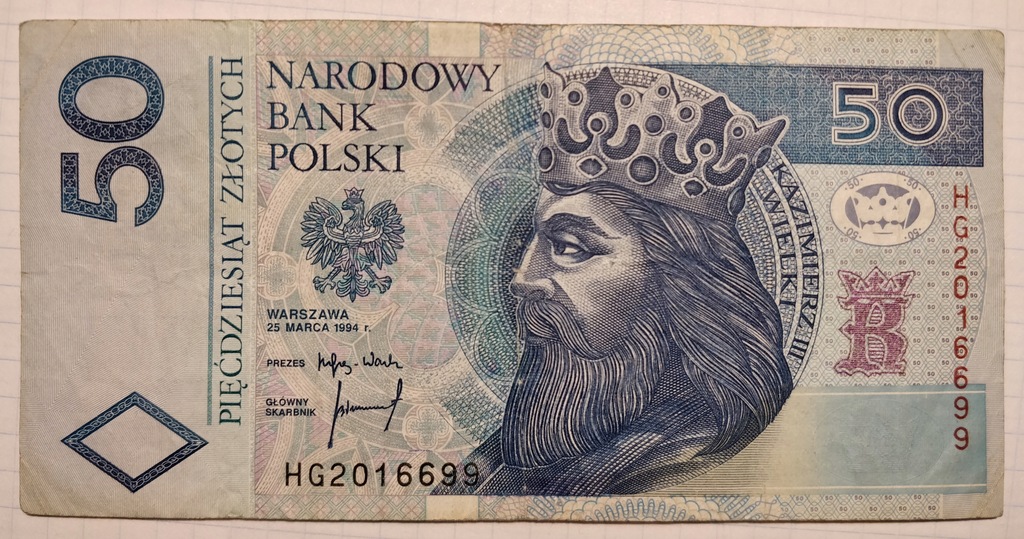 50
PIĘĆDZIESIĄT ZŁOTYCH
NARODOWY
BANK
POLSKI
WARSZAWA
25 MARCA 1994 r.
PREZES
GŁÓWNY
SKARBNIK
HG2016699
KAZIMIERZ III
WIELKI
50
HG2016699